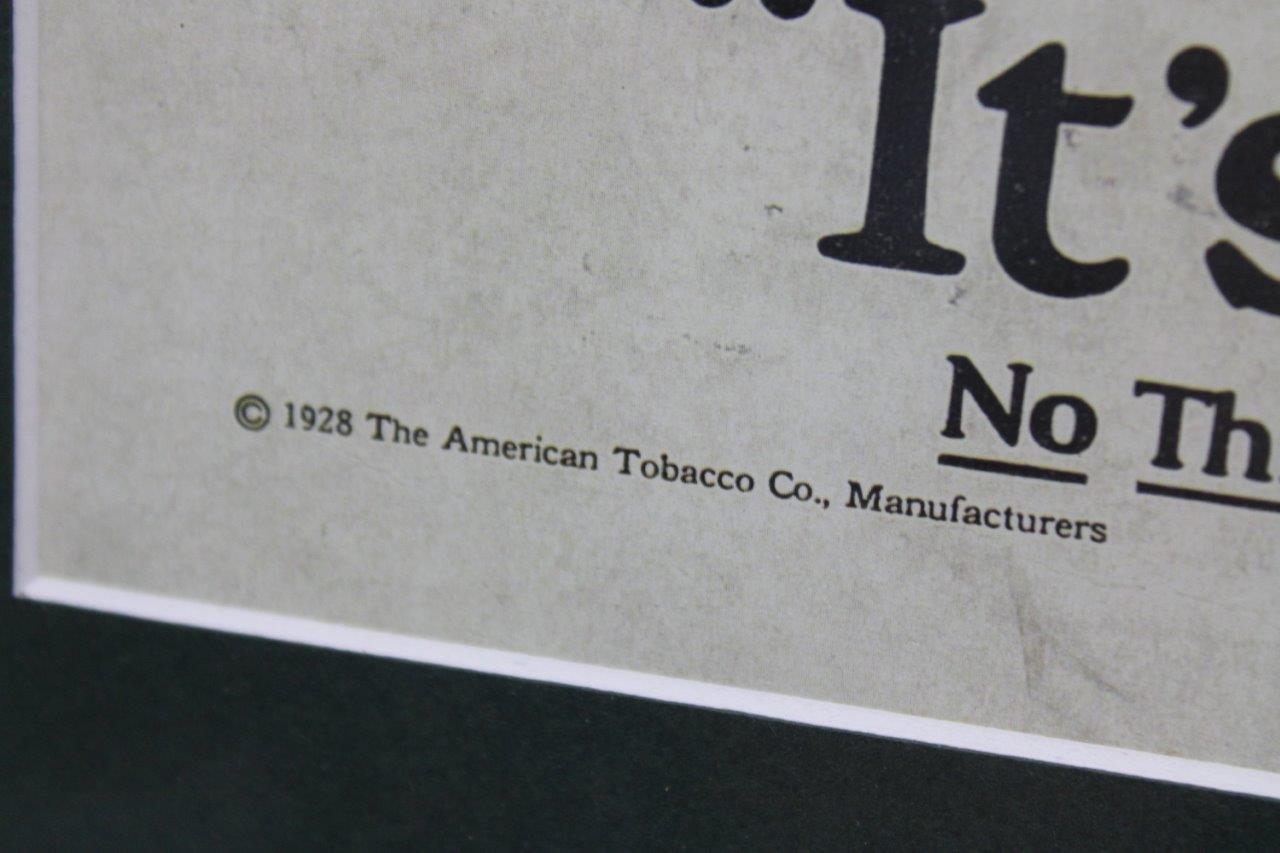 “It’s
No Th
© 1928 The American Tobacco Co., Manufacturers